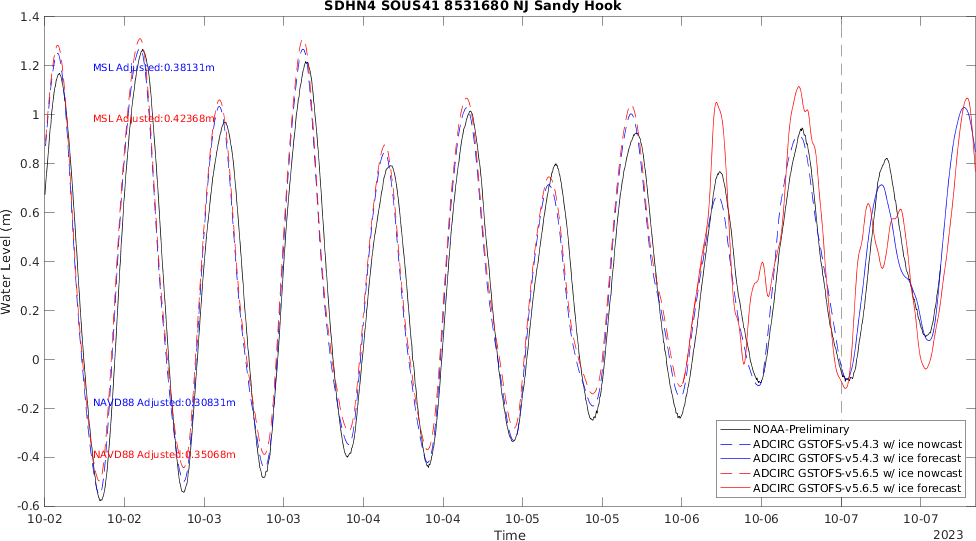 SDHN4 SOUS41 8531680 NJ Sandy Hook
1.4
1.2
1
0.8
0.6
0.4
0.2
0
-0.2
-0.4
-0.6
Water Level (m)
MSL Adjusted:0.38131m
MSL Adjusted:0.42368m
NAVD88 Adjusted:0.30831m
NAVD88 Adjusted:0.35068m
NOAA-Preliminary
ADCIRC GSTOFS-v5.4.3 w/ ice nowcast
ADCIRC GSTOFS-v5.4.3 w/ ice forecast
ADCIRC GSTOFS-v5.6.5 w/ ice nowcast
ADCIRC GSTOFS-v5.6.5 w/ ice forecast
10-02 10-02 10-03 10-03 10-04 10-04 10-05 10-05 10-06 10-06 10-07 10-07
Time
2023